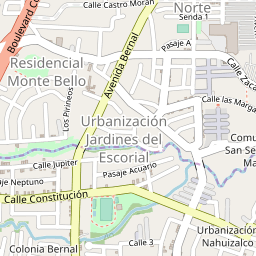 Calle Castro Morán
Norte
Senda 1
Boulevard Co
Avenida Bernal
Pasaje A
Residencial
Monte Bello
Calle Zaca
Los Pirineos
Calle las Marga
Urbanización
Jardines del
Escorial
Comu
San Se
Ma
Calle Jupiter
Pasaje Acuario
Je Neptuno
Calle Constitución
Urbanización
Nahuizalco
Calle 3
Colonia Bernal